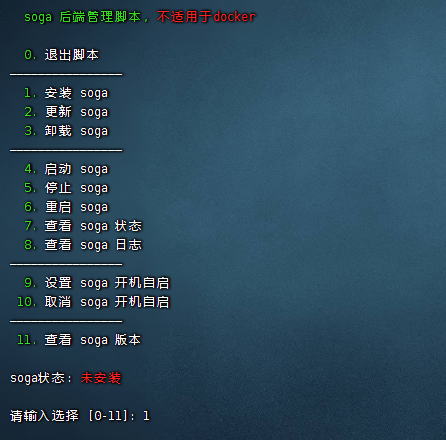 soga 后端管理脚本, 不适用于docker
0. 退出脚本
————————————————
1. 安装 soga
2. 更新 soga
3. 卸载 soga
————————————————
4. 启动 soga
5. 停止 soga
6. 重启 soga
7. 查看 soga 状态
8. 查看 soga 日志
————————————————
9. 设置 soga 开机自启
10. 取消 soga 开机自启
————————————————
11. 查看 soga 版本
soga状态: 未安装
请输入选择 [0-11]: 1